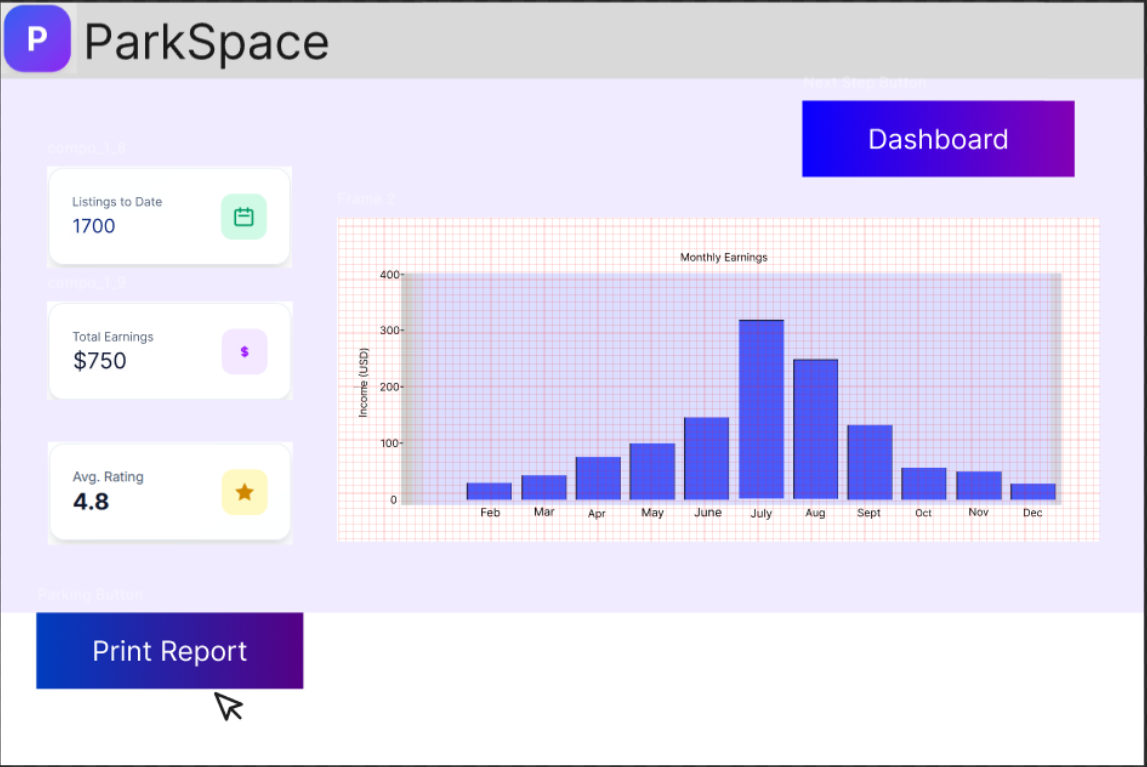 P
ParkSpace
Next Step Button
Dashboard
compo_1_8
Listings to Date
1700
compo_1_9
Total Earnings
$750
Avg. Rating
4.8
Frame 2
Monthly Earnings
Income (USD)
400
300
200
100
0
Feb Mar Apr May June July Aug Sept Oct Nov Dec
Parking Button
Print Report